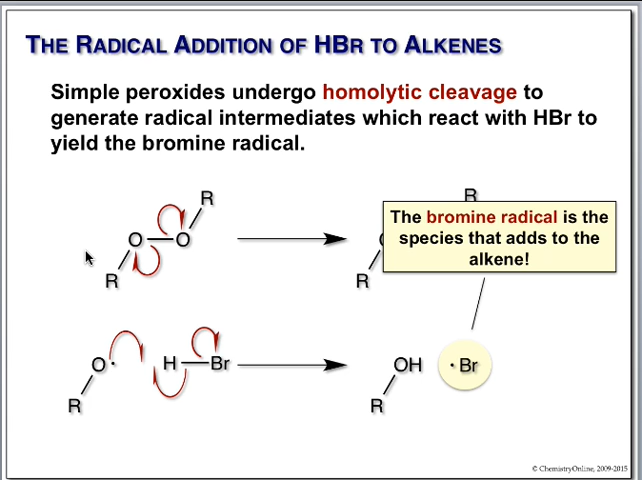 THE RADICAL ADDITION OF HBr TO ALKENES
Simple peroxides undergo homolytic cleavage to
generate radical intermediates which react with HBr to
yield the bromine radical.
R
R
O
O
R
R
The bromine radical is the
species that adds to the
alkene!
O·
H
Br
R
OH
· Br
R
© ChemistryOnline, 2009-2015